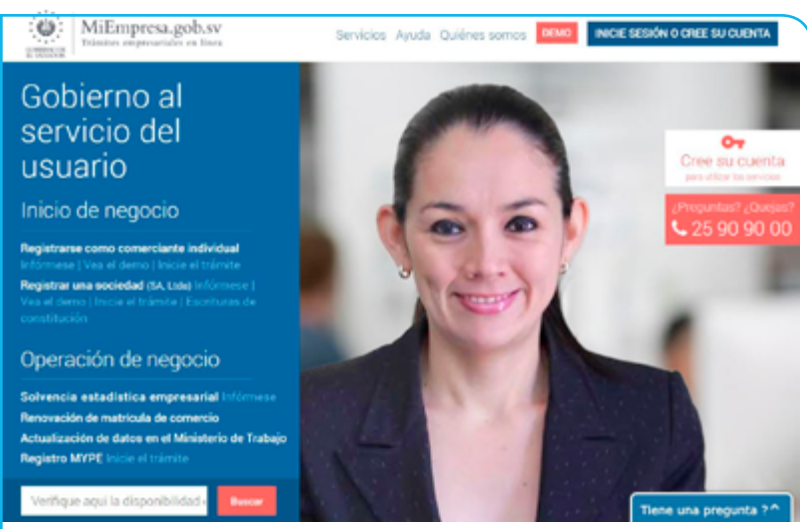 MiEmpresa.gob.sv
Trámites empresariales en línea
GOBIERNO DE
EL SALVADOR
Servicios Ayuda Quiénes somos DEMO INICIE SESIÓN O CREE SU CUENTA
Gobierno al
servicio del
usuario
Inicio de negocio
Registrarse como comerciante individual
Infórmese | Vea el demo | Inicie el trámite
Registrar una sociedad (SA, Ltda) Infórmese |
Vea el demo | Inicie el trámite | Escrituras de
constitución
Operación de negocio
Solvencia estadística empresarial Infórmese
Renovación de matrícula de comercio
Actualización de datos en el Ministerio de Trabajo
Registro MYPE Inicie el trámite
Verifique aquí la disponibilidad
Buscar
Cree su cuenta
para utilizar los servicios
¿Preguntas? ¿Quejas?
25 90 90 00
Tiene una pregunta ? ^